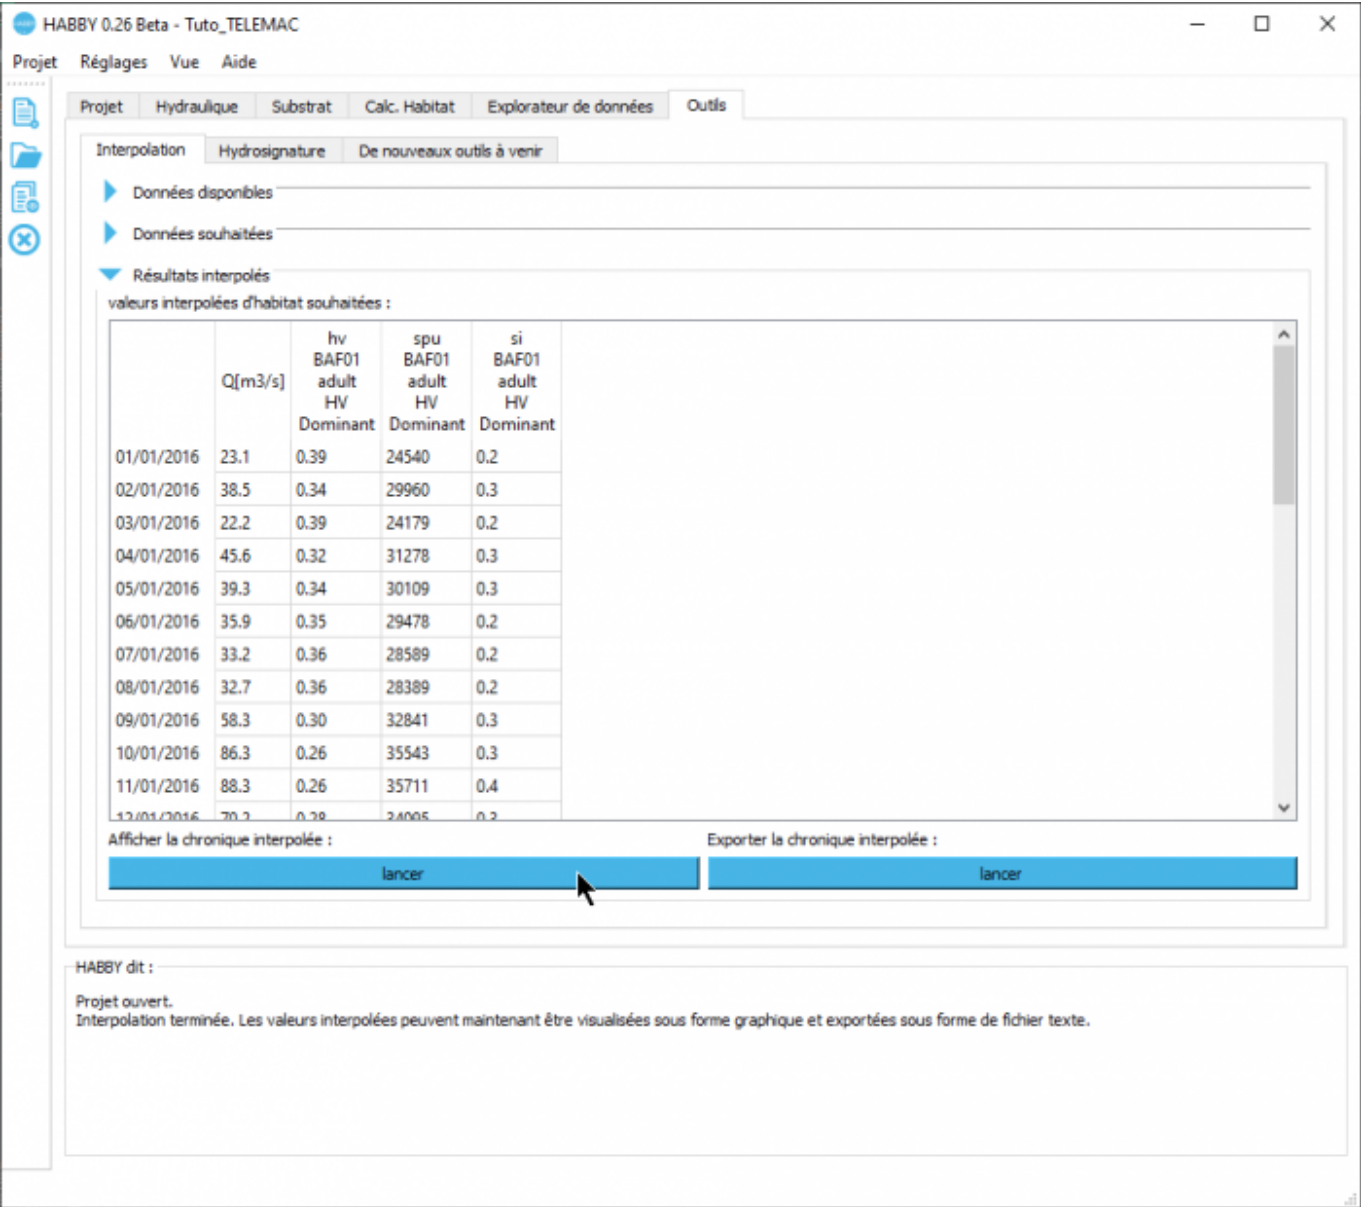 HABBY 0.26 Beta - Tuto_TELEMAC
Projet Réglages Vue Aide
Projet Hydraulique Substrat Calc. Habitat Explorateur de données Outils
Interpolation Hydrosignature De nouveaux outils à venir
Données disponibles
Données souhaitées
Résultats interpolés
valeurs interpolées d'habitat souhaitées :
Q[m3/s]
hv BAF01 adult HV Dominant
spu BAF01 adult HV Dominant
si BAF01 adult HV Dominant
01/01/2016 23.1 0.39 24540 0.2
02/01/2016 38.5 0.34 29960 0.3
03/01/2016 22.2 0.39 24179 0.2
04/01/2016 45.6 0.32 31278 0.3
05/01/2016 39.3 0.34 30109 0.3
06/01/2016 35.9 0.35 29478 0.2
07/01/2016 33.2 0.36 28589 0.2
08/01/2016 32.7 0.36 28389 0.2
09/01/2016 58.3 0.30 32841 0.3
10/01/2016 86.3 0.26 35543 0.3
11/01/2016 88.3 0.26 35711 0.4
12/01/2016 70.2 0.28 34095 0.3
Afficher la chronique interpolée : Exporter la chronique interpolée :
lancer lancer
HABBY dit :
Projet ouvert.
Interpolation terminée. Les valeurs interpolées peuvent maintenant être visualisées sous forme graphique et exportées sous forme de fichier texte.